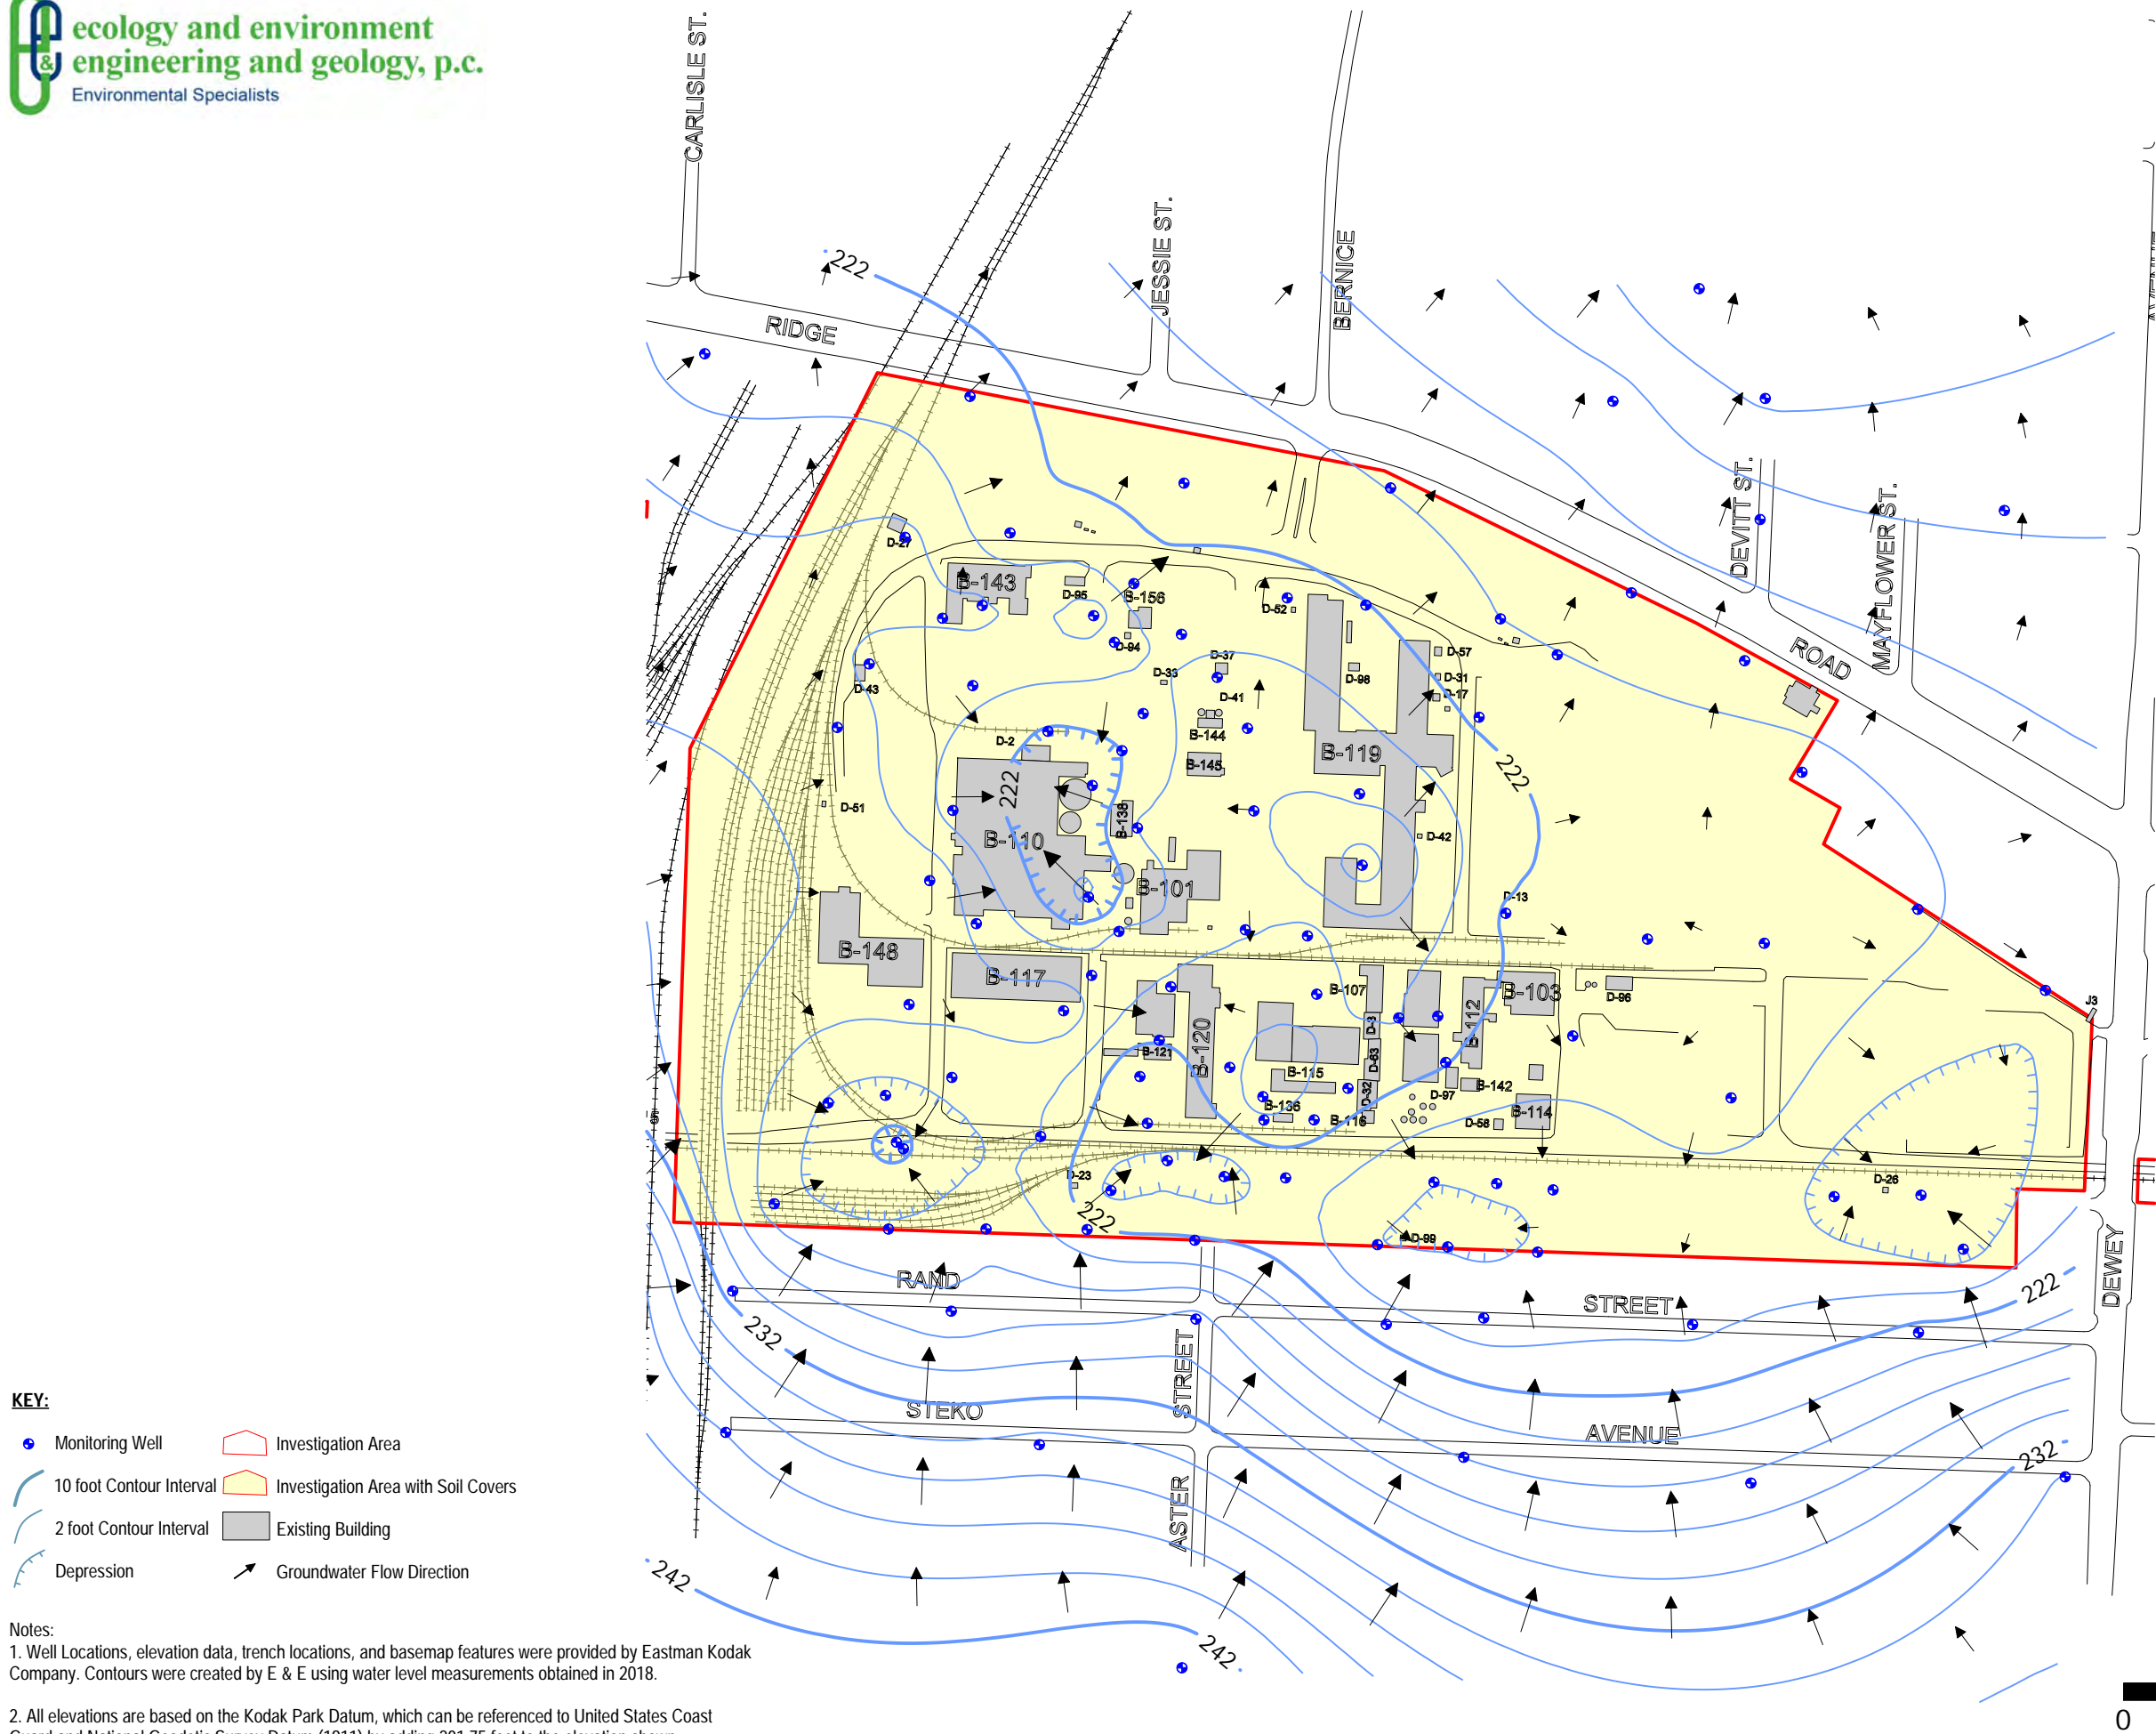 ecology and environment
engineering and geology, p.c.
Environmental Specialists
CARLISLE ST.
JESSIE ST.
BERNICE
RIDGE
222
DEVITT ST.
MAYFLOWER ST.
ROAD
D-27
B-143
D-95
B-156
D-94
D-52
D-37
D-33
D-41
D-43
D-98
D-57
D-31
D-17
B-144
B-145
B-119
222
D-2
222
D-51
B-138
B-110
D-42
B-101
D-13
B-148
B-117
B-107
B-103
D-96
J3
B-120
D-3
B-112
B-121
D-63
B-115
D-32
B-142
D-97
B-136
B-116
D-58
B-114
D-23
D-26
222
D-99
RAND
STREET
222
DEWEY
232
STREET
STEKO
AVENUE
232
ASTER
242
242
KEY:
Monitoring Well
Investigation Area
10 foot Contour Interval
Investigation Area with Soil Covers
2 foot Contour Interval
Existing Building
Depression
Groundwater Flow Direction
Notes:
1. Well Locations, elevation data, trench locations, and basemap features were provided by Eastman Kodak
Company. Contours were created by E & E using water level measurements obtained in 2018.
2. All elevations are based on the Kodak Park Datum, which can be referenced to United States Coast
0